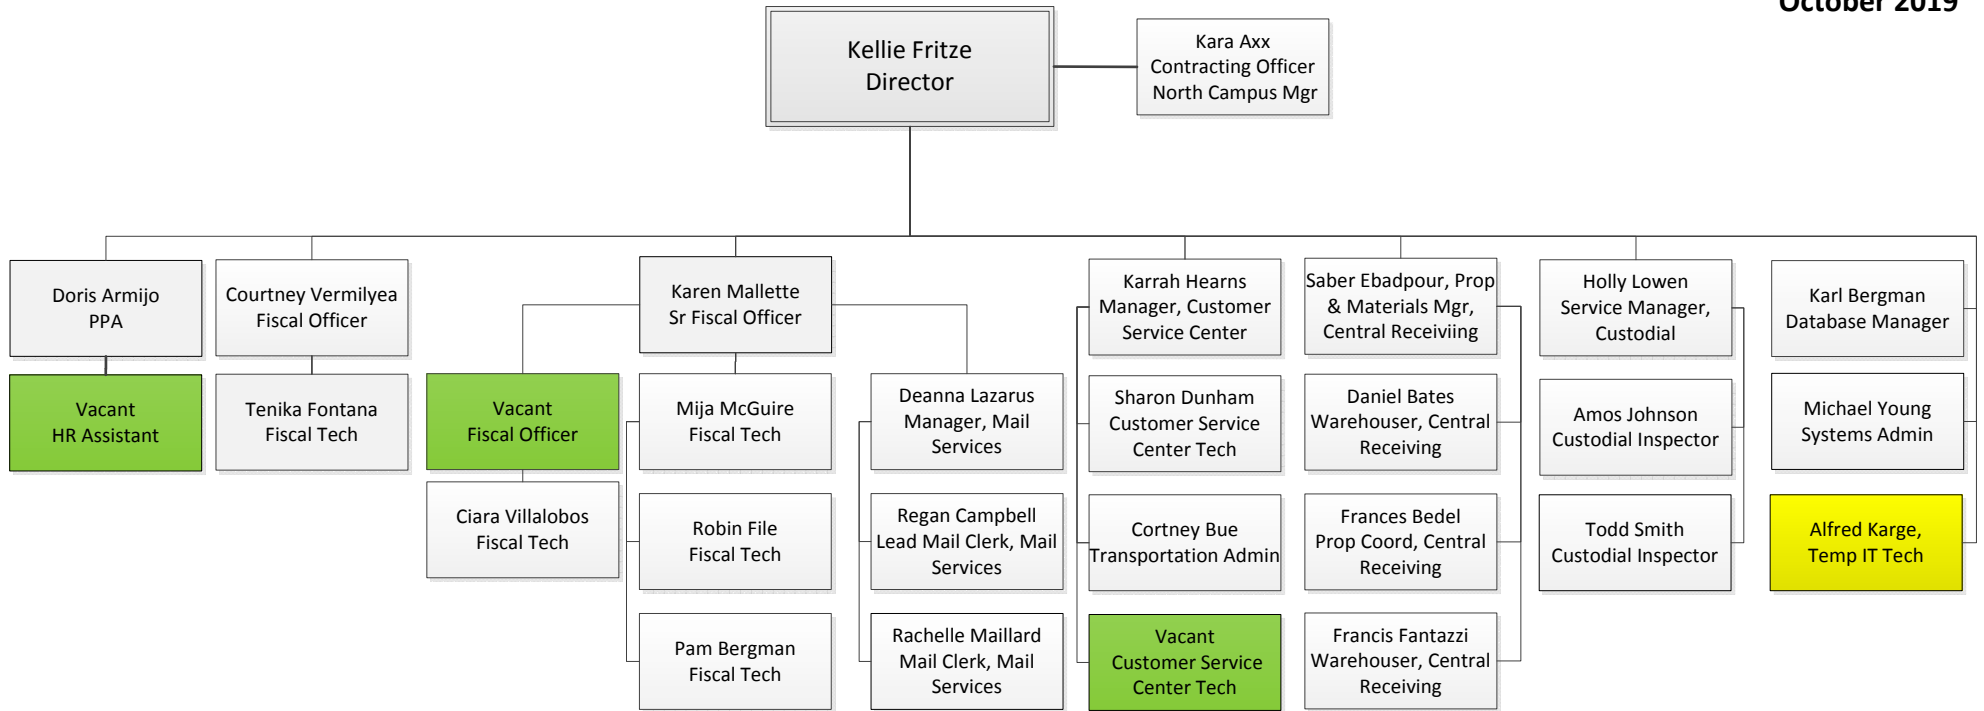 October 2019
Kellie Fritze
Director
Kara Axx
Contracting Officer
North Campus Mgr
Doris Armijo
PPA
Courtney Vermilyea
Fiscal Officer
Karen Mallette
Sr Fiscal Officer
Karrah Hearns
Manager, Customer
Service Center
Saber Ebadpour, Prop
& Materials Mgr,
Central Receiviing
Holly Lowen
Service Manager,
Custodial
Karl Bergman
Database Manager
Vacant
HR Assistant
Tenika Fontana
Fiscal Tech
Vacant
Fiscal Officer
Mija McGuire
Fiscal Tech
Deanna Lazarus
Manager, Mail
Services
Sharon Dunham
Customer Service
Center Tech
Daniel Bates
Warehouser, Central
Receiving
Amos Johnson
Custodial Inspector
Michael Young
Systems Admin
Ciara Villalobos
Fiscal Tech
Robin File
Fiscal Tech
Regan Campbell
Lead Mail Clerk, Mail
Services
Cortney Bue
Transportation Admin
Frances Bedel
Prop Coord, Central
Receiving
Todd Smith
Custodial Inspector
Alfred Karge,
Temp IT Tech
Pam Bergman
Fiscal Tech
Rachelle Maillard
Mail Clerk, Mail
Services
Vacant
Customer Service
Center Tech
Francis Fantazzi
Warehouser, Central
Receiving